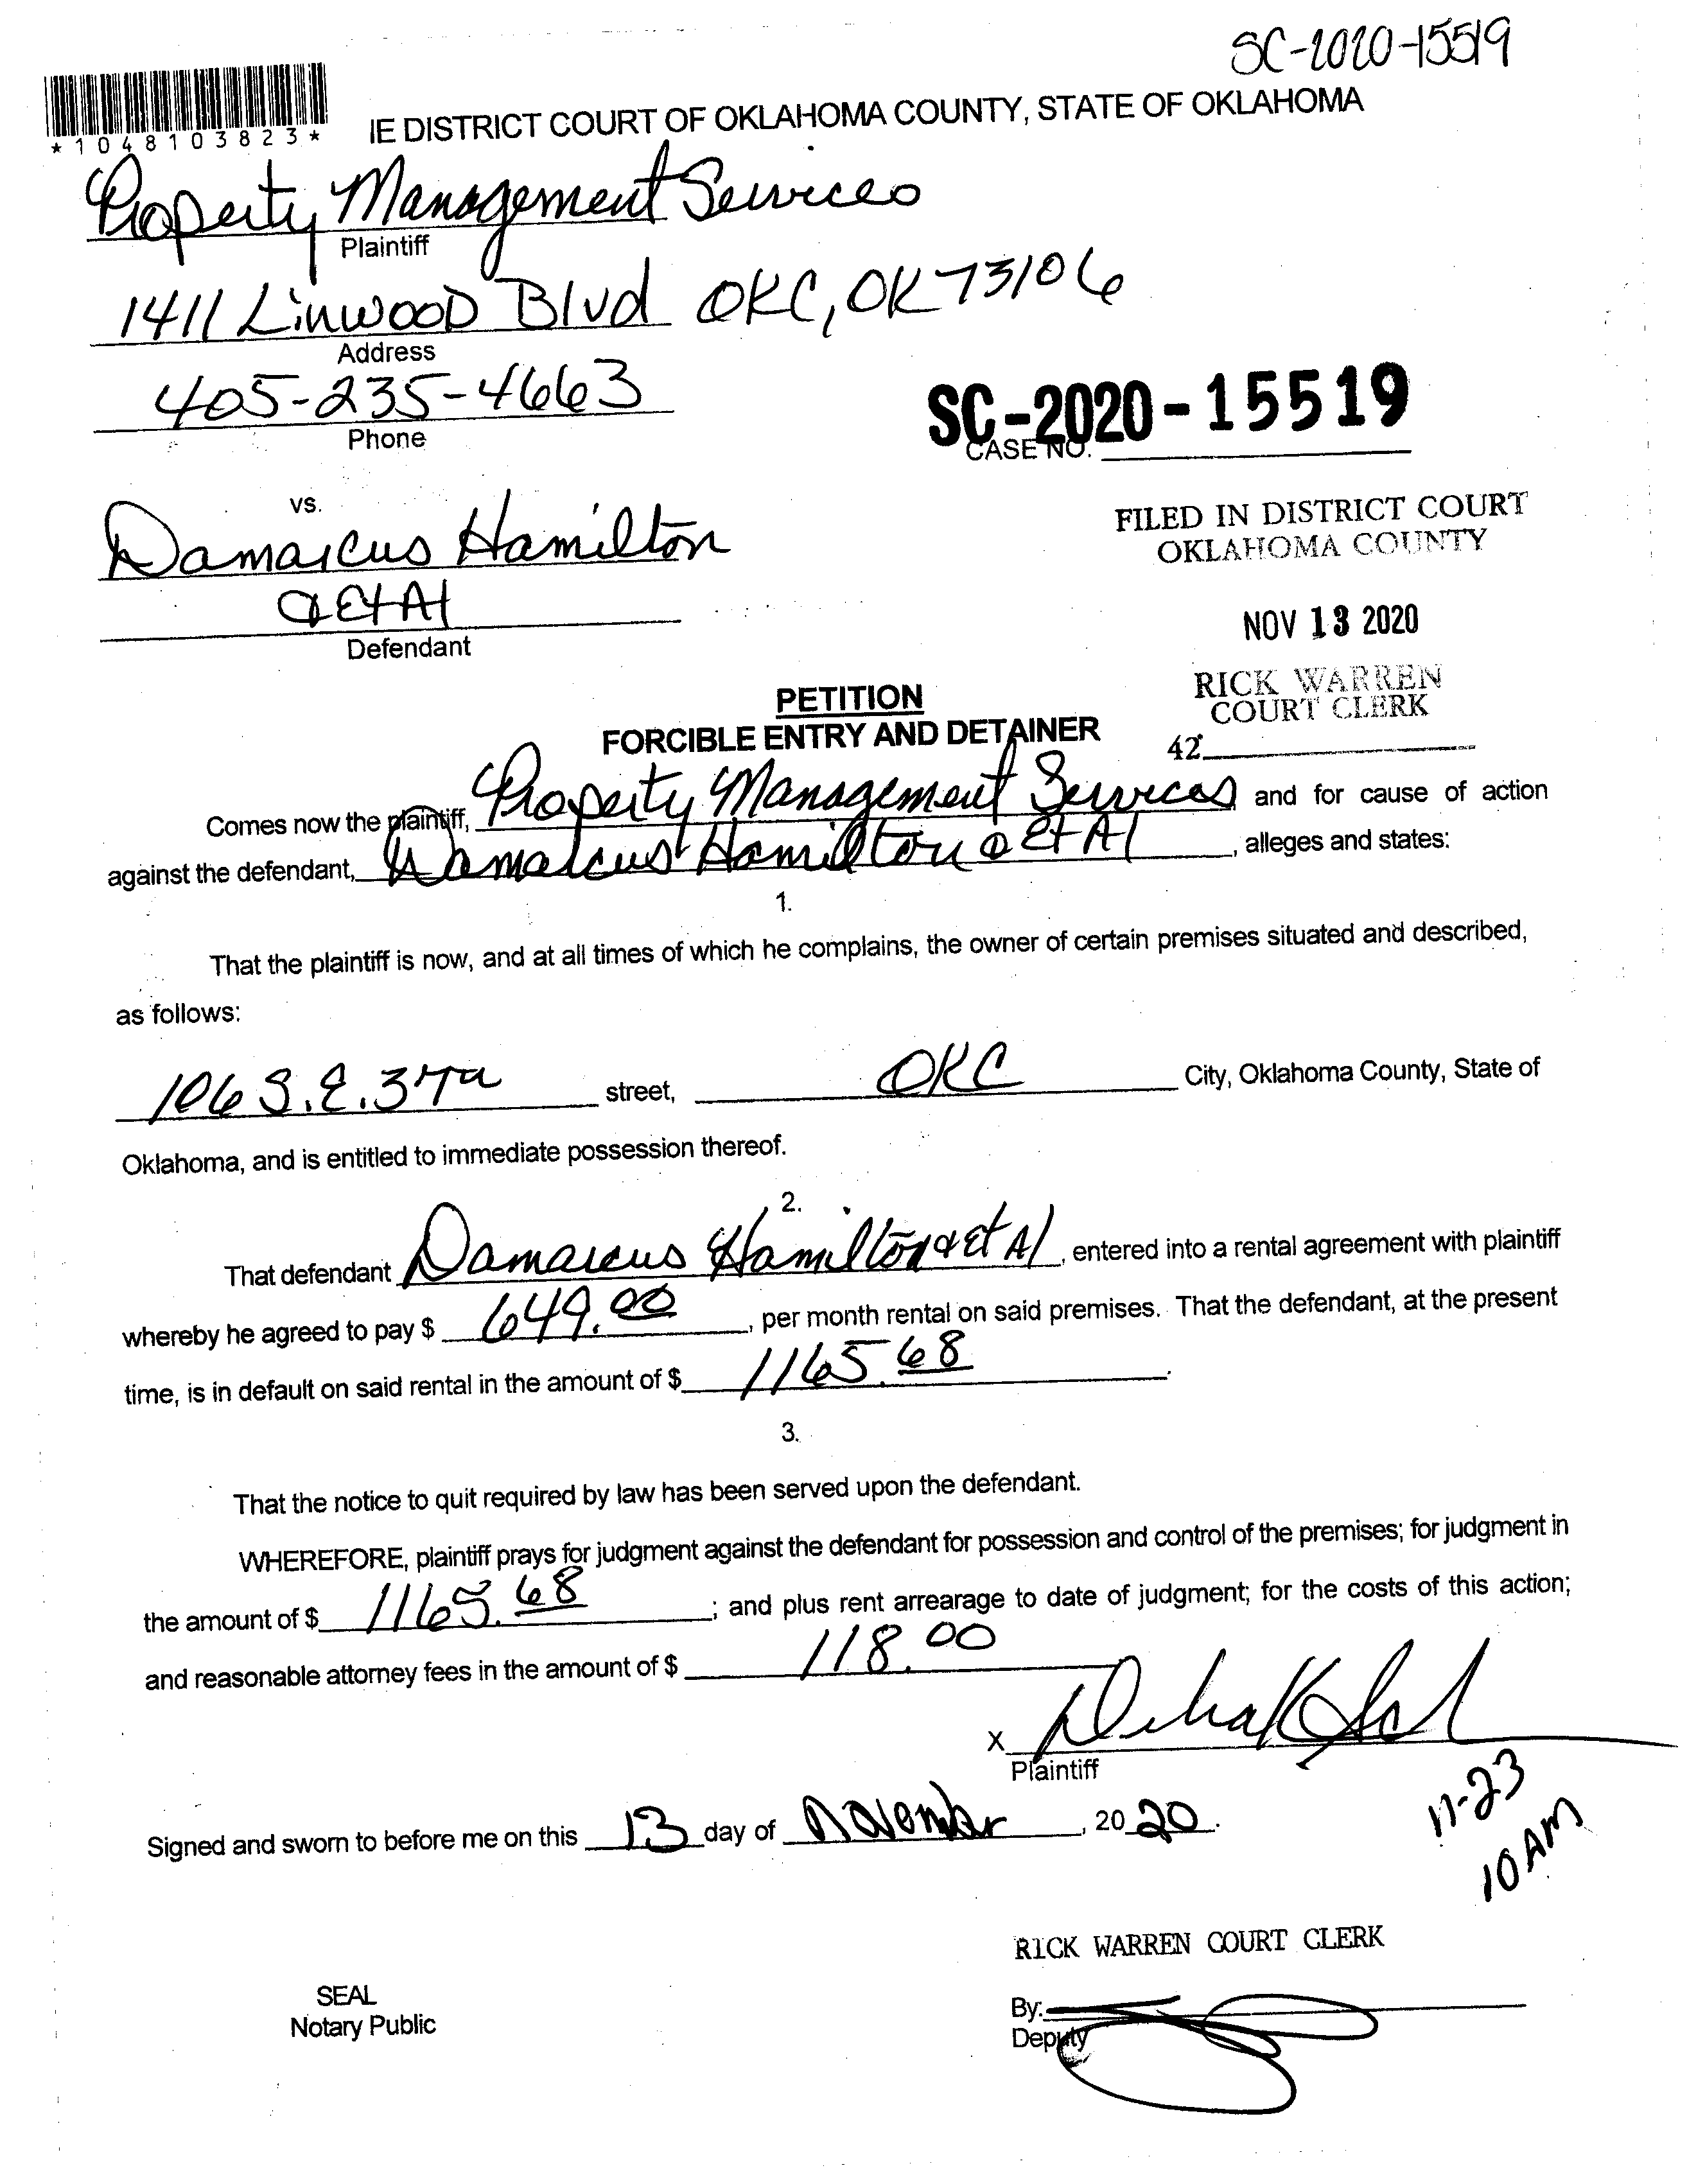 SC-2020-15519
*1048103823*
IE DISTRICT COURT OF OKLAHOMA COUNTY, STATE OF OKLAHOMA
Property Management Services
Plaintiff
1411 Linwood Blvd OKC, OK 73106
Address
405-235-4663
Phone
SC-2020-15519
CASE NO.
vs.
Damarcus Hamilton
& Et Al
Defendant
FILED IN DISTRICT COURT
OKLAHOMA COUNTY
NOV 13 2020
RICK WARREN
COURT CLERK
42
PETITION
FORCIBLE ENTRY AND DETAINER
Comes now the plaintiff, Property Management Services and for cause of action
against the defendant, Damarcus Hamilton & Et Al, alleges and states:
1.
That the plaintiff is now, and at all times of which he complains, the owner of certain premises situated and described,
as follows:
106 S.E. 37th street, OKC City, Oklahoma County, State of
Oklahoma, and is entitled to immediate possession thereof.
2.
That defendant Damarcus Hamilton & Et Al, entered into a rental agreement with plaintiff
whereby he agreed to pay $ 649.00, per month rental on said premises. That the defendant, at the present
time, is in default on said rental in the amount of $ 1165.68.
3.
That the notice to quit required by law has been served upon the defendant.
WHEREFORE, plaintiff prays for judgment against the defendant for possession and control of the premises; for judgment in
the amount of $ 1165.68; and plus rent arrearage to date of judgment; for the costs of this action;
and reasonable attorney fees in the amount of $ 118.00
X
Plaintiff
11-23
10 AM
Signed and sworn to before me on this 13 day of November, 2020.
RICK WARREN COURT CLERK
SEAL
Notary Public
By:
Deputy